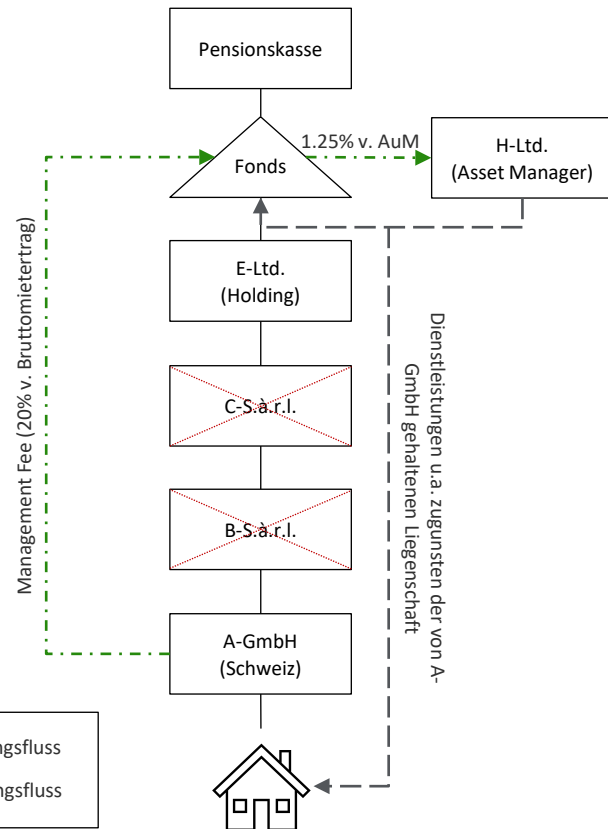 Pensionskasse
1.25% v. AuM
Fonds
H-Ltd.
(Asset Manager)
Management Fee (20% v. Bruttomietertrag)
E-Ltd.
(Holding)
C-S.à.r.l.
Dienstleistungen u.a. zugunsten der von A-
GmbH gehaltenen Liegenschaft
B-S.à.r.l.
A-GmbH
(Schweiz)
ngsfluss
ngsfluss